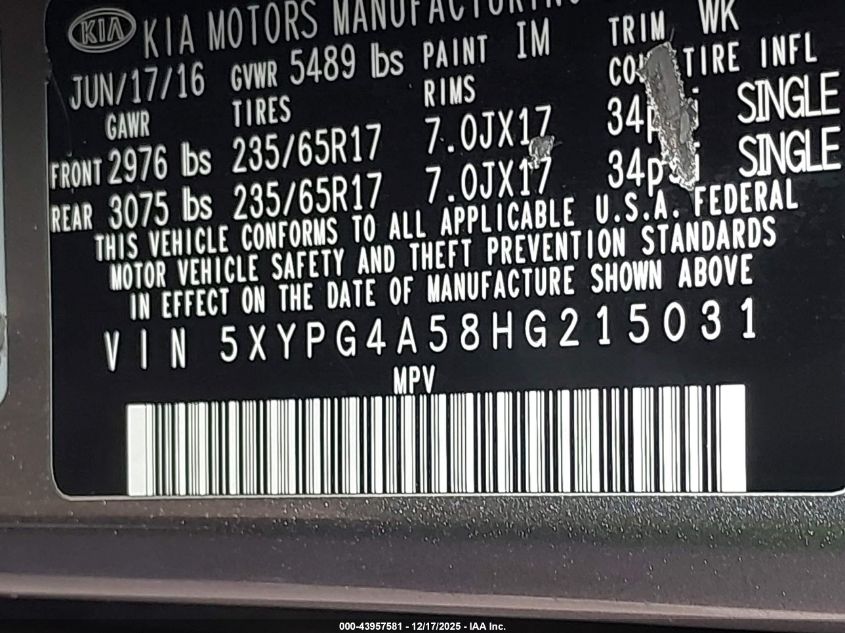 KIA KIA MOTORS MANUFACTURING
JUN/17/16 GVWR 5489 lbs PAINT IM TRIM WK
GAWR TIRES RIMS TIRE INFL
FRONT 2976 lbs 235/65R17 7.0JX17 34psi SINGLE
REAR 3075 lbs 235/65R17 7.0JX17 34psi SINGLE
THIS VEHICLE CONFORMS TO ALL APPLICABLE U.S.A. FEDERAL
MOTOR VEHICLE SAFETY AND THEFT PREVENTION STANDARDS
IN EFFECT ON THE DATE OF MANUFACTURE SHOWN ABOVE
VIN 5XYPG4A58HG215031
MPV
000-43957581 - 12/17/2025 - IAA Inc.